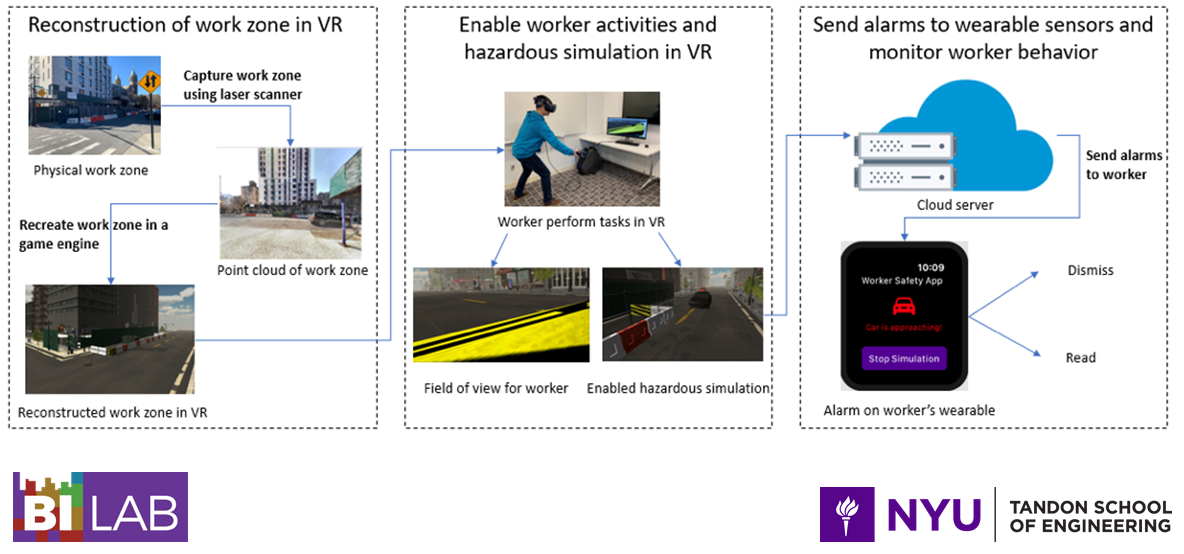 Reconstruction of work zone in VR
Capture work zone
using laser scanner
Physical work zone
Recreate work zone in a
game engine
Point cloud of work zone
Reconstructed work zone in VR
Enable worker activities and
hazardous simulation in VR
Worker perform tasks in VR
Field of view for worker
Enabled hazardous simulation
Send alarms to wearable sensors and
monitor worker behavior
Cloud server
Send alarms
to worker
10:09
Worker Safety App
Car is approaching!
Stop Simulation
Alarm on worker's wearable
Dismiss
Read
BI LAB
NYU
TANDON SCHOOL
OF ENGINEERING